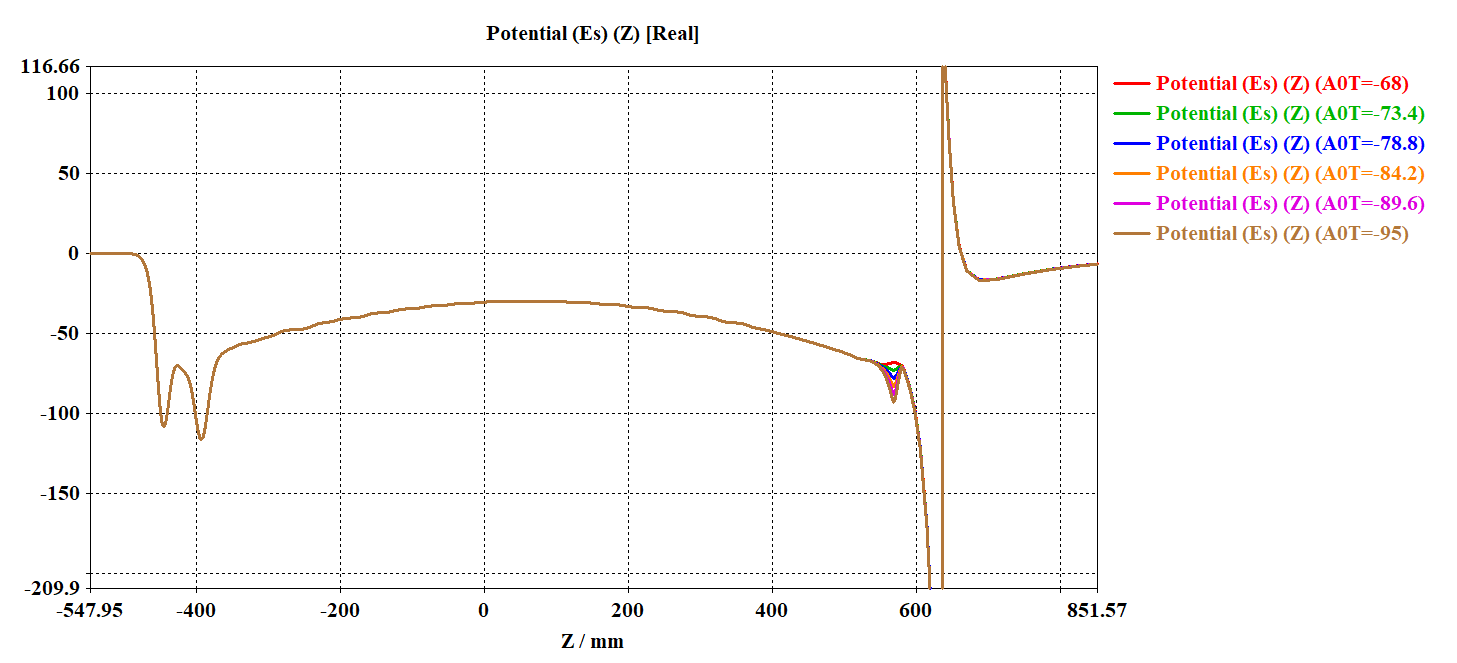 Potential (Es) (Z) [Real]
116.66
100
50
0
-50
-100
-150
-209.9
-547.95
-400
-200
0
200
400
600
851.57
Z / mm
Potential (Es) (Z) (A0T=-68)
Potential (Es) (Z) (A0T=-73.4)
Potential (Es) (Z) (A0T=-78.8)
Potential (Es) (Z) (A0T=-84.2)
Potential (Es) (Z) (A0T=-89.6)
Potential (Es) (Z) (A0T=-95)